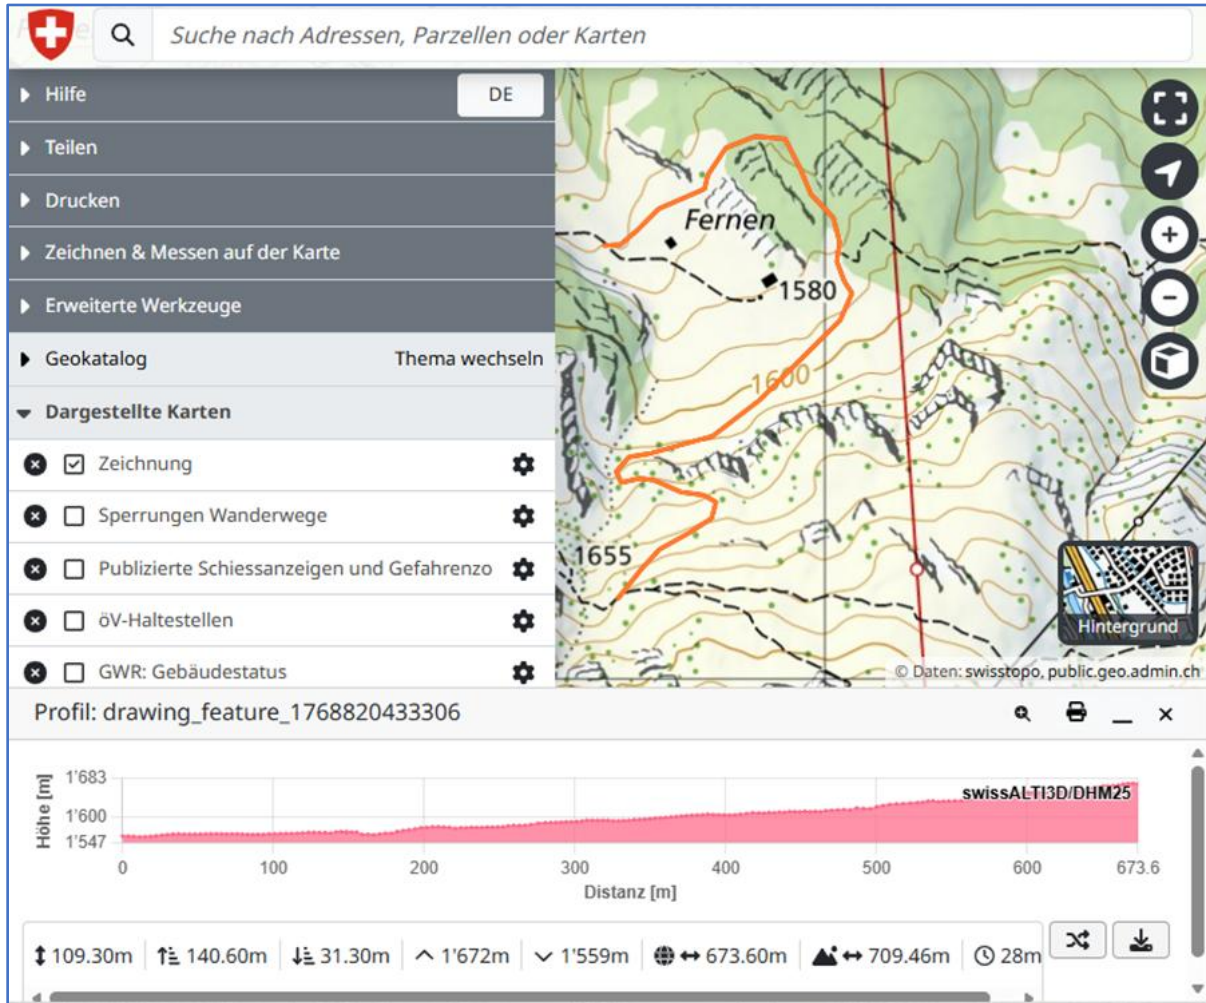 Suche nach Adressen, Parzellen oder Karten
Hilfe
DE
Teilen
Drucken
Zeichnen & Messen auf der Karte
Erweiterte Werkzeuge
Geokatalog
Thema wechseln
Dargestellte Karten
Zeichnung
Sperrungen Wanderwege
Publizierte Schiessanzeigen und Gefahrenzo
öV-Haltestellen
GWR: Gebäudestatus
Fernen
1580
1600
1655
Hintergrund
© Daten: swisstopo, public.geo.admin.ch
Profil: drawing_feature_1768820433306
Höhe [m]
1'683
1'600
1'547
swissALTI3D/DHM25
0 100 200 300 400 500 600 673.6
Distanz [m]
109.30m 140.60m 31.30m 1'672m 1'559m 673.60m 709.46m 28m